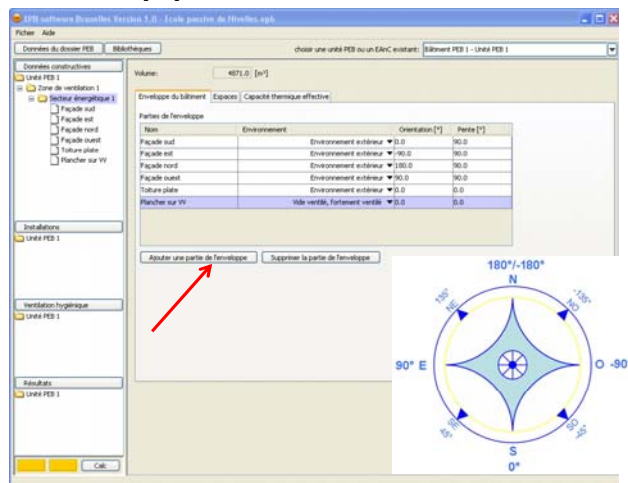 EPB software Bruxelles Version 1.0 - Ecole passive de Nivelles.epb
Fichier Aide
Données du dossier PEB Bibliothèques choisir une unité PEB ou un EAnC existant: Bâtiment PEB 1 - Unité PEB 1
Données constructives
Unité PEB 1
Zone de ventilation 1
Secteur énergétique 1
Façade sud
Façade est
Façade nord
Façade ouest
Toiture plate
Plancher sur VV
Installations
Unité PEB 1
Ventilation hygiénique
Unité PEB 1
Résultats
Unité PEB 1
Calc
Volume: 4871.0 [m³]
Enveloppe du bâtiment Espaces Capacité thermique effective
Parties de l'enveloppe
Nom Environnement Orientation [°] Pente [°]
Façade sud Environnement extérieur 0.0 90.0
Façade est Environnement extérieur -90.0 90.0
Façade nord Environnement extérieur 180.0 90.0
Façade ouest Environnement extérieur 90.0 90.0
Toiture plate Environnement extérieur 0.0 0.0
Plancher sur VV Vide ventilé, fortement ventilé 0.0 0.0
Ajouter une partie de l'enveloppe Supprimer la partie de l'enveloppe
180°/-180°
N
135° NE NO -135°
90° E O -90
45° SE SO -45°
S
0°